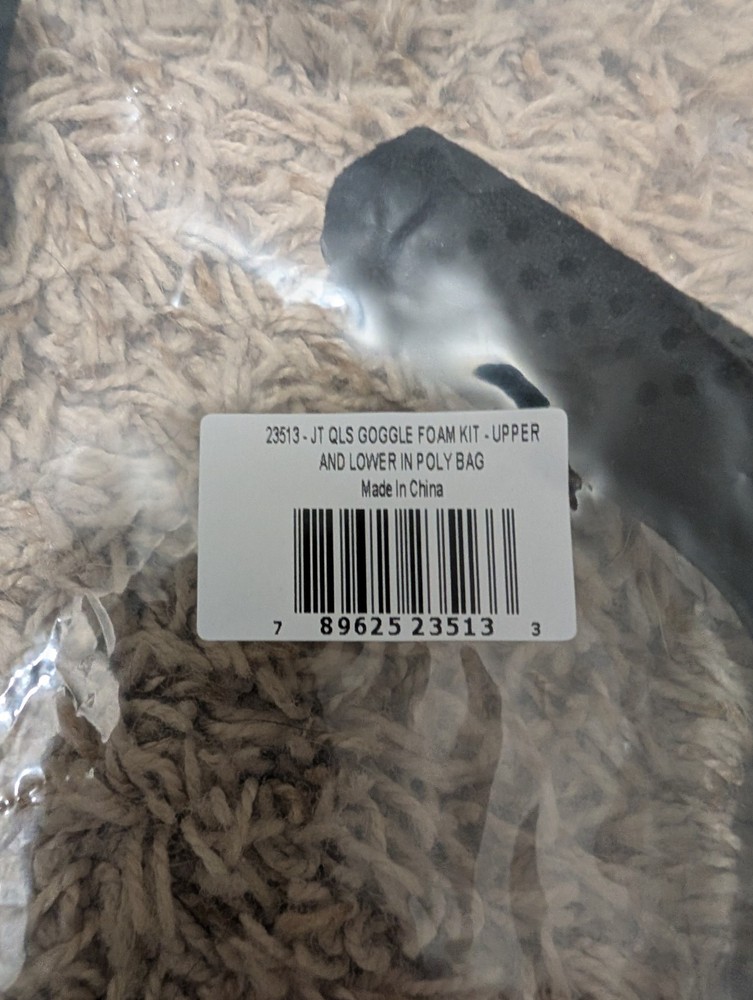 23513 - JT QLS GOGGLE FOAM KIT - UPPER
AND LOWER IN POLY BAG
Made In China
7 89625 23513 3